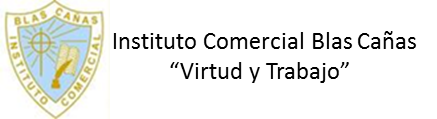 BLAS CAÑAS
INSTITUTO COMERCIAL
Instituto Comercial Blas Cañas
“Virtud y Trabajo”